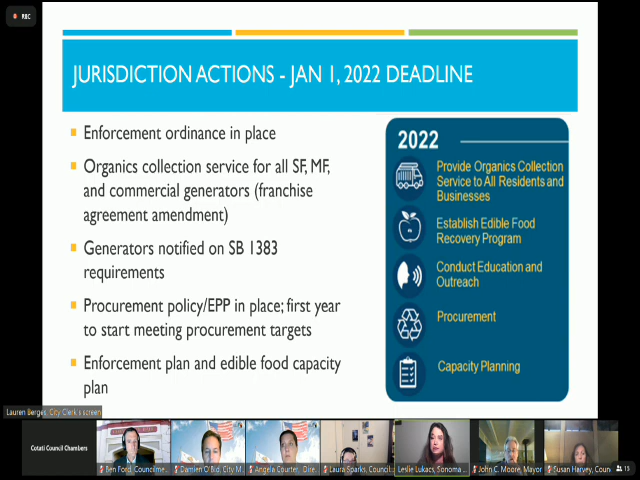 REC
JURISDICTION ACTIONS - JAN 1, 2022 DEADLINE
Enforcement ordinance in place
Organics collection service for all SF, MF,
and commercial generators (franchise
agreement amendment)
Generators notified on SB 1383
requirements
Procurement policy/EPP in place; first year
to start meeting procurement targets
Enforcement plan and edible food capacity
plan
2022
Provide Organics Collection
Service to All Residents and
Businesses
Establish Edible Food
Recovery Program
Conduct Education and
Outreach
Procurement
Capacity Planning
Lauren Berges, City Clerk's screen
Cotati Council Chambers
Ben Ford, Councilme...
Damien O'Bid, City M...
Angela Courter, Dire...
Laura Sparks, Council...
Leslie Lukacs, Sonoma ...
John C. Moore, Mayor
Susan Harvey, Coun...
15